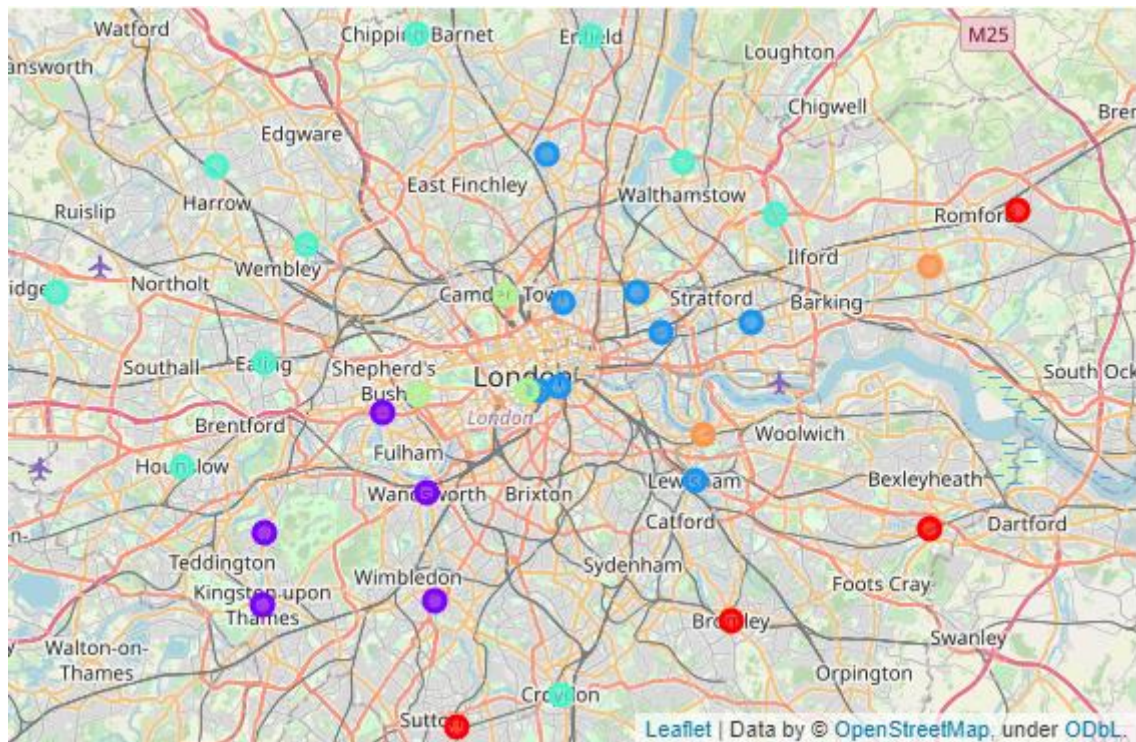 Watford
Chipping Barnet
Enfield
M25
answorth
Loughton
Chigwell
Bren
Edgware
East Finchley
Walthamstow
Harrow
Ruislip
Romford
Ilford
Wembley
Northolt
idge
Camden Town
Stratford
Barking
Southall
Ealing
Shepherd's
Bush
London
South Ock
London
Brentford
Woolwich
Fulham
Hounslow
Bexleyheath
Wandsworth
Brixton
Lewisham
Catford
Dartford
n-
Teddington
Sydenham
Wimbledon
Foots Cray
Kingston upon
Thames
Bromley
Swanley
Walton-on-
Thames
Orpington
Croydon
Sutton
Leaflet | Data by © OpenStreetMap, under ODbL.